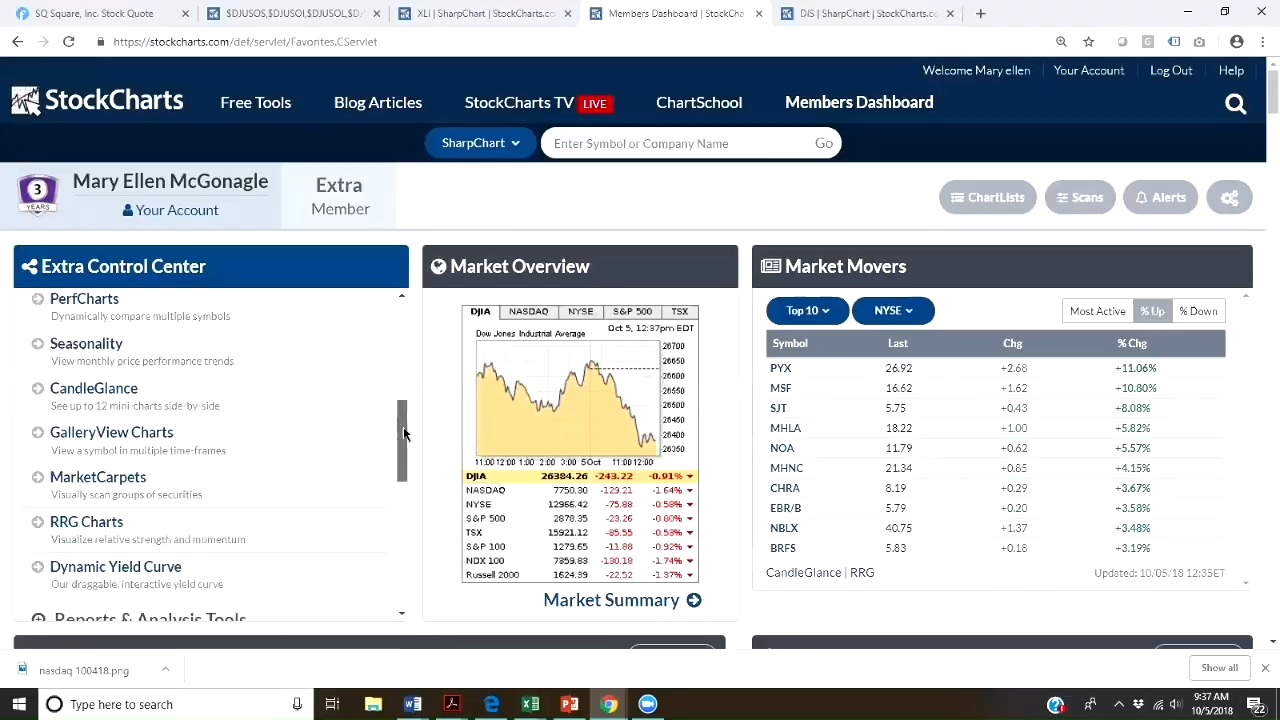 SQ Square, Inc. Stock Quote
$DJUSOS,$DJUSOI,$DJUSOL,$DJ
XLI | SharpChart | StockCharts.co
Members Dashboard | StockCha
DIS | SharpChart | StockCharts.co
https://stockcharts.com/def/servlet/Favorites.CServlet
Welcome Mary ellen
Your Account
Log Out
Help
StockCharts
Free Tools
Blog Articles
StockCharts TV LIVE
ChartSchool
Members Dashboard
SharpChart
Enter Symbol or Company Name
Go
3
YEARS
Mary Ellen McGonagle
Your Account
Extra
Member
ChartLists
Scans
Alerts
Extra Control Center
PerfCharts
Dynamically compare multiple symbols
Seasonality
View monthly price performance trends
CandleGlance
See up to 12 mini-charts side-by-side
GalleryView Charts
View a symbol in multiple time-frames
MarketCarpets
Visually scan groups of securities
RRG Charts
Visualize relative strength and momentum
Dynamic Yield Curve
Our draggable, interactive yield curve
Reports & Analysis Tools
Market Overview
DJIA NASDAQ NYSE S&P 500 TSX
Oct 5, 12:37pm EDT
Dow Jones Industrial Average
26700
26650
26600
26550
26500
26450
26400
26350
11:00 12:00 1:00 2:00 3:00 5Oct 11:00 12:00
DJIA 26384.26 -243.22 -0.91%
NASDAQ 7750.30 -129.21 -1.64%
NYSE 12966.42 -75.88 -0.58%
S&P 500 2878.35 -23.26 -0.80%
TSX 15921.12 -85.55 -0.53%
S&P 100 1279.65 -11.88 -0.92%
NDX 100 7359.83 -130.18 -1.74%
Russell 2000 1624.39 -22.52 -1.37%
Market Summary
Market Movers
Top 10
NYSE
Most Active % Up % Down
Symbol Last Chg % Chg
PYX 26.92 +2.68 +11.06%
MSF 16.62 +1.62 +10.80%
SJT 5.75 +0.43 +8.08%
MHLA 18.22 +1.00 +5.82%
NOA 11.79 +0.62 +5.57%
MHNC 21.34 +0.85 +4.15%
CHRA 8.19 +0.29 +3.67%
EBR/B 5.79 +0.20 +3.58%
NBLX 40.75 +1.37 +3.48%
BRFS 5.83 +0.18 +3.19%
CandleGlance | RRG
Updated: 10/05/18 12:35ET
nasdaq 100418.png
Show all
Type here to search
9:37 AM
10/5/2018
22